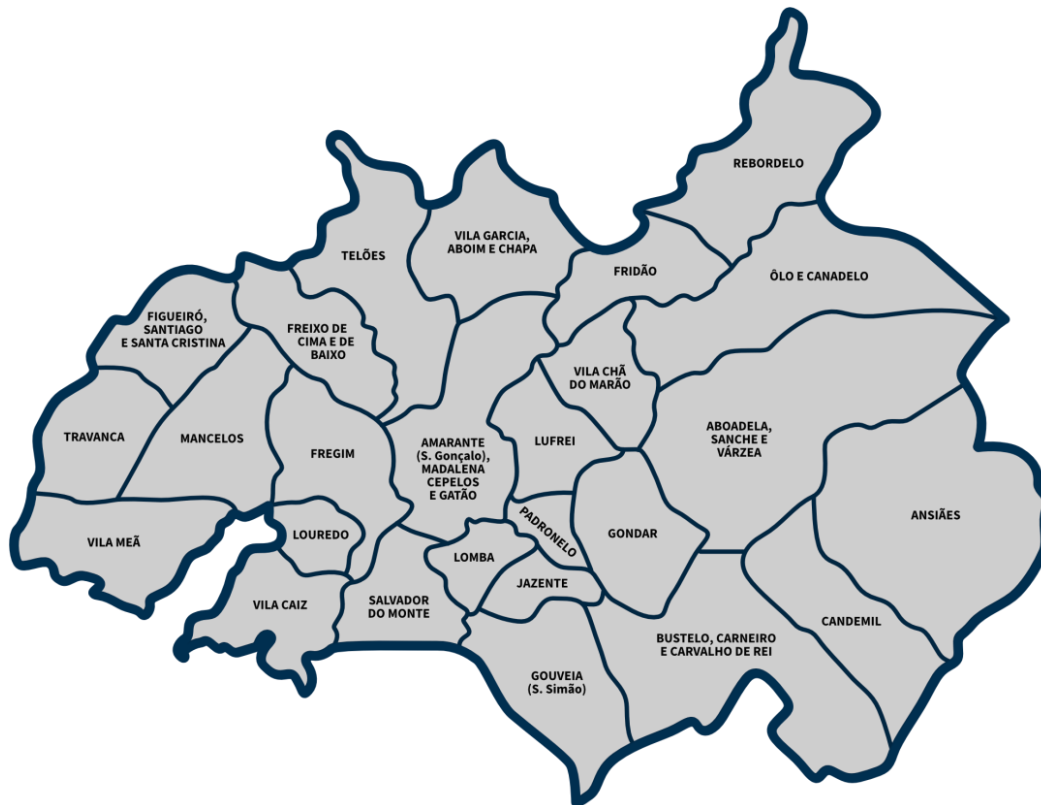 REBORDELO
TELÕES
VILA GARCIA,
ABOIM E CHAPA
FRIDÃO
ÔLO E CANADELO
FIGUEIRÓ,
SANTIAGO
E SANTA CRISTINA
FREIXO DE
CIMA E DE
BAIXO
VILA CHÃ
DO MARÃO
TRAVANCA
MANCELOS
FREGIM
AMARANTE
(S. Gonçalo),
MADALENA
CEPELOS
E GATÃO
LUFREI
ABOADELA,
SANCHE E
VÁRZEA
ANSIÃES
VILA MEÃ
LOUREDO
PADRONELO
GONDAR
LOMBA
JAZENTE
VILA CAIZ
SALVADOR
DO MONTE
BUSTELO, CARNEIRO
E CARVALHO DE REI
CANDEMIL
GOUVEIA
(S. Simão)